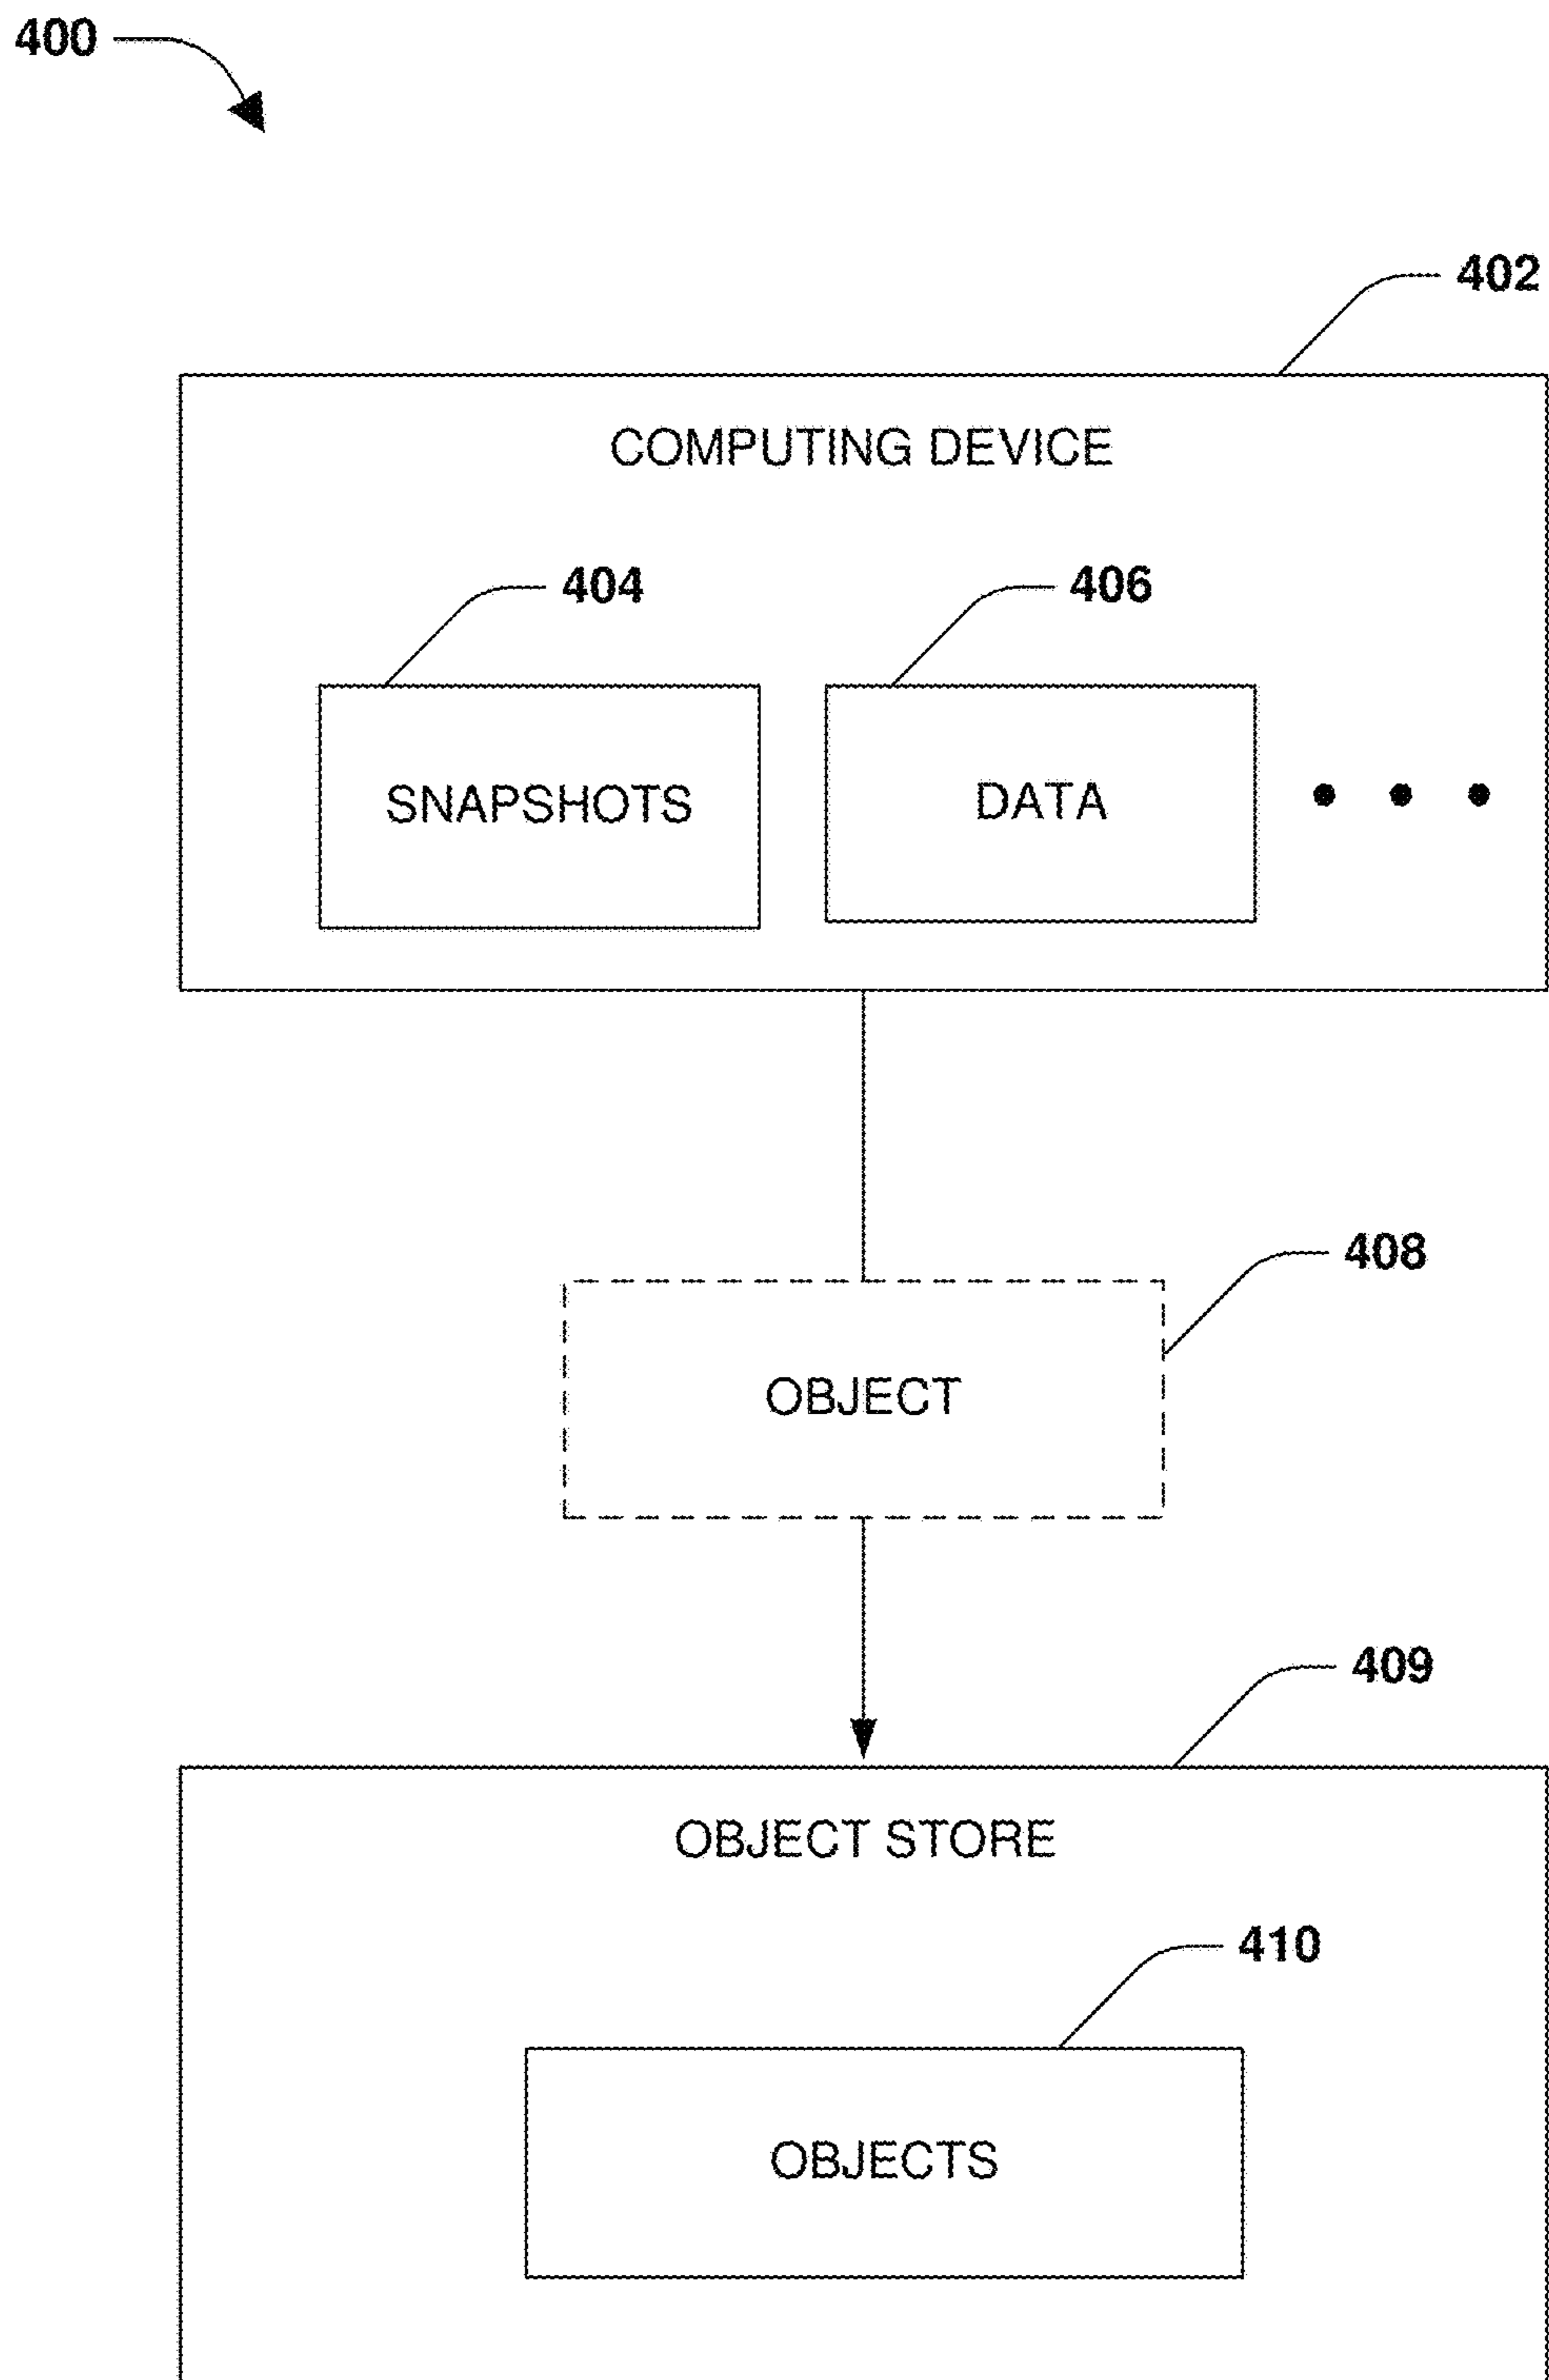 400
402
COMPUTING DEVICE
404
406
SNAPSHOTS
DATA
408
OBJECT
409
OBJECT STORE
410
OBJECTS